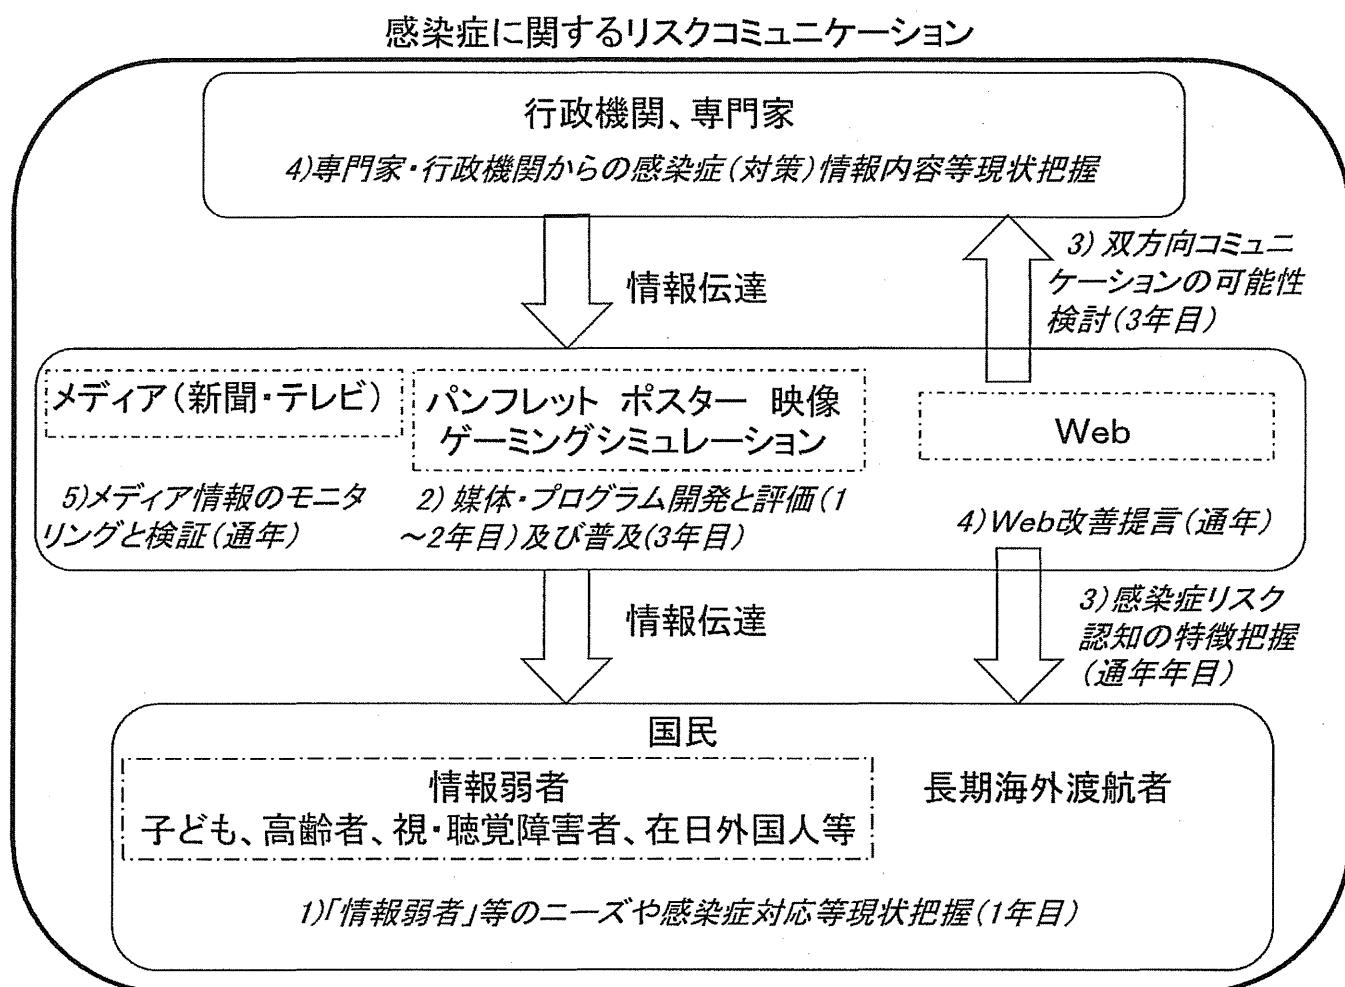 感染症に関するリスクコミュニケーション
行政機関、専門家
4)専門家・行政機関からの感染症(対策)情報内容等現状把握
情報伝達
3) 双方向コミュニ
ケーションの可能性
検討(3年目)
メディア(新聞・テレビ)
パンフレット ポスター 映像
ゲーミングシミュレーション
Web
5)メディア情報のモニタ
リングと検証(通年)
2) 媒体・プログラム開発と評価(1
～2年目)及び普及(3年目)
4)Web改善提言(通年)
情報伝達
3)感染症リスク
認知の特徴把握
(通年年目)
国民
情報弱者
子ども、高齢者、視・聴覚障害者、在日外国人等
長期海外渡航者
1)「情報弱者」等のニーズや感染症対応等現状把握(1年目)